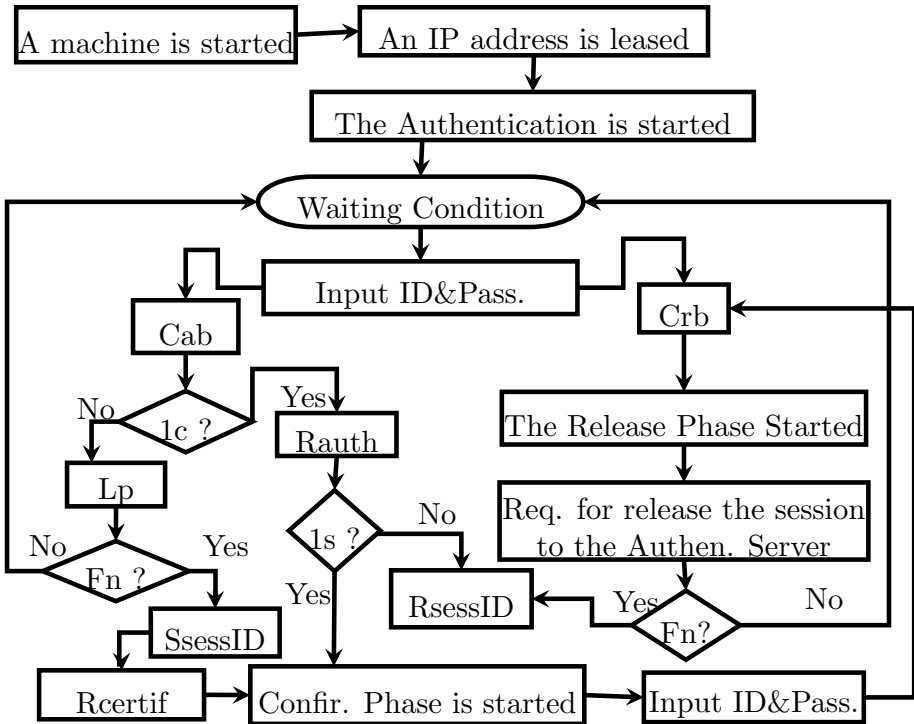 A machine is started
An IP address is leased
The Authentication is started
Waiting Condition
Input ID&Pass.
Cab
Crb
No
1c ?
Yes
Rauth
The Release Phase Started
Lp
1s ?
No
Req. for release the session
to the Authen. Server
No
Fn ?
Yes
Yes
RsessID
Yes
Fn?
No
SsessID
Rcertif
Confir. Phase is started
Input ID&Pass.